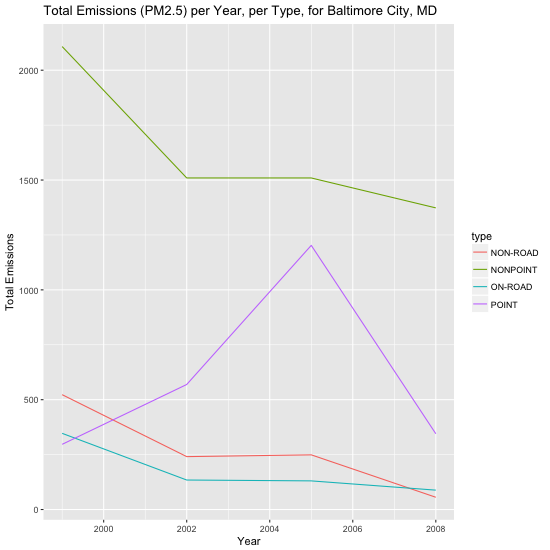 Total Emissions (PM2.5) per Year, per Type, for Baltimore City, MD
2000
1500
1000
500
0
Total Emissions
2000
2002
2004
2006
2008
Year
type
NON-ROAD
NONPOINT
ON-ROAD
POINT